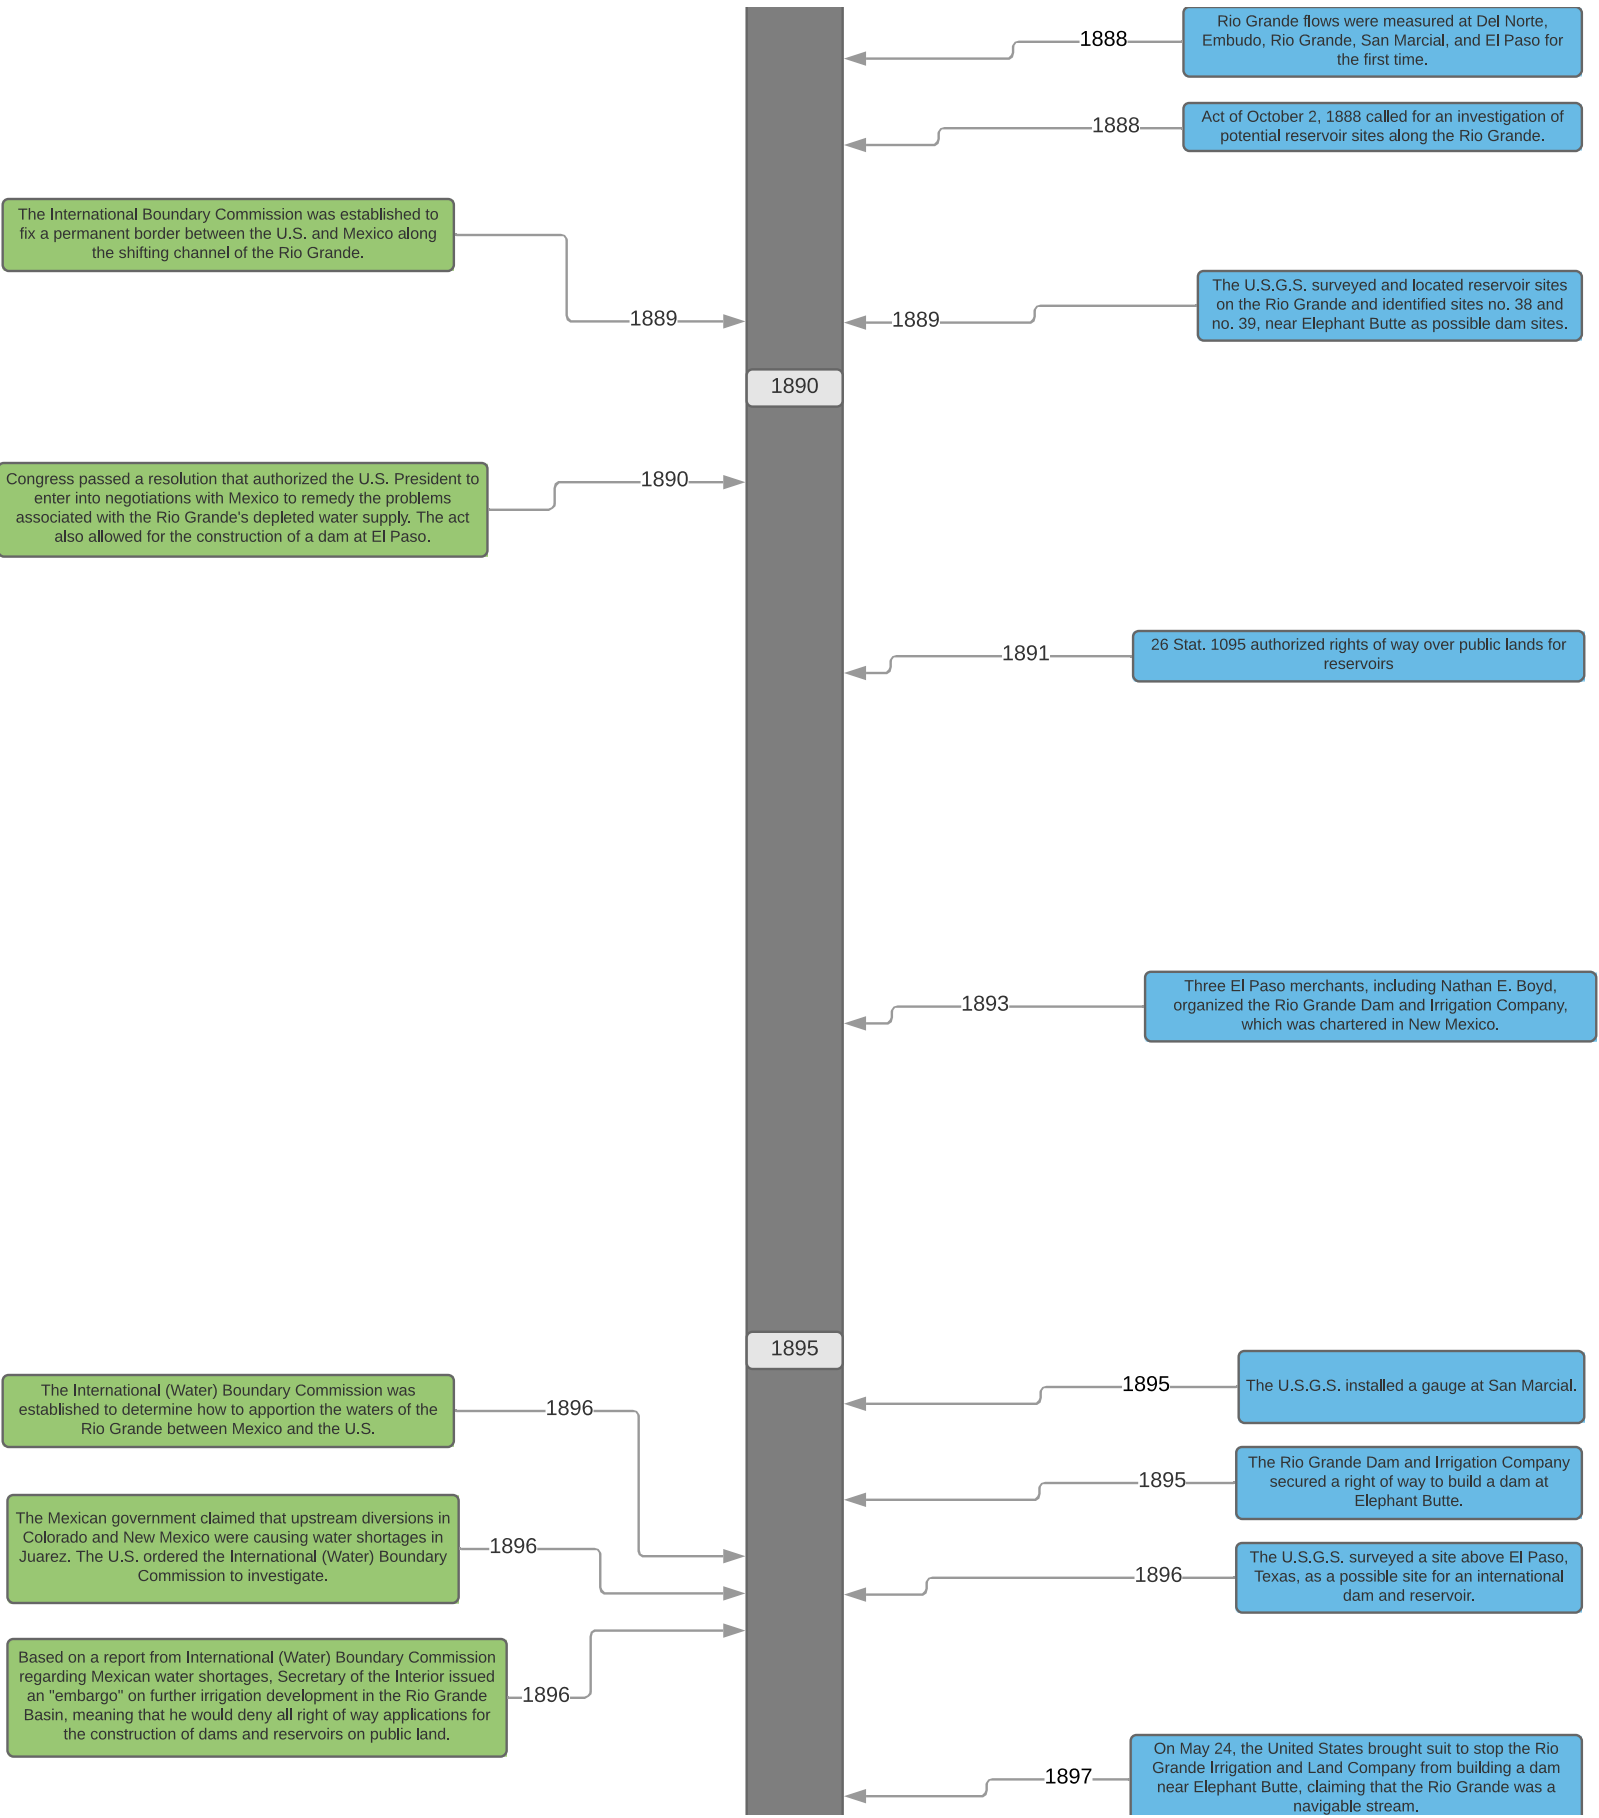 Rio Grande flows were measured at Del Norte,
Embudo, Rio Grande, San Marcial, and El Paso for
the first time.
1888
Act of October 2, 1888 called for an investigation of
potential reservoir sites along the Rio Grande.
1888
The International Boundary Commission was established to
fix a permanent border between the U.S. and Mexico along
the shifting channel of the Rio Grande.
1889
The U.S.G.S. surveyed and located reservoir sites
on the Rio Grande and identified sites no. 38 and
no. 39, near Elephant Butte as possible dam sites.
1889
1890
Congress passed a resolution that authorized the U.S. President to
enter into negotiations with Mexico to remedy the problems
associated with the Rio Grande's depleted water supply. The act
also allowed for the construction of a dam at El Paso.
1890
26 Stat. 1095 authorized rights of way over public lands for
reservoirs
1891
Three El Paso merchants, including Nathan E. Boyd,
organized the Rio Grande Dam and Irrigation Company,
which was chartered in New Mexico.
1893
1895
The U.S.G.S. installed a gauge at San Marcial.
1895
The International (Water) Boundary Commission was
established to determine how to apportion the waters of the
Rio Grande between Mexico and the U.S.
1896
The Rio Grande Dam and Irrigation Company
secured a right of way to build a dam at
Elephant Butte.
1895
The Mexican government claimed that upstream diversions in
Colorado and New Mexico were causing water shortages in
Juarez. The U.S. ordered the International (Water) Boundary
Commission to investigate.
1896
The U.S.G.S. surveyed a site above El Paso,
Texas, as a possible site for an international
dam and reservoir.
1896
Based on a report from International (Water) Boundary Commission
regarding Mexican water shortages, Secretary of the Interior issued
an "embargo" on further irrigation development in the Rio Grande
Basin, meaning that he would deny all right of way applications for
the construction of dams and reservoirs on public land.
1896
On May 24, the United States brought suit to stop the Rio
Grande Irrigation and Land Company from building a dam
near Elephant Butte, claiming that the Rio Grande was a
navigable stream.
1897